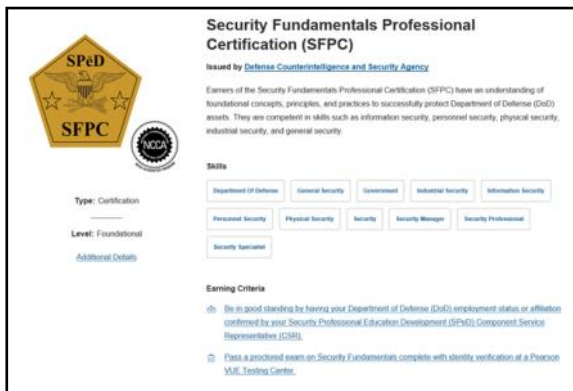 Security Fundamentals Professional
Certification (SFPC)
Issued by Defense Counterintelligence and Security Agency
Earners of the Security Fundamentals Professional Certification (SFPC) have an understanding of
foundational concepts, principles, and practices to successfully protect Department of Defense (DoD)
assets. They are competent in skills such as information security, personnel security, physical security,
industrial security, and general security.
SPēD
SFPC
NCCA
Type: Certification
Level: Foundational
Additional Details
Skills
Department Of Defense
General Security
Government
Industrial Security
Information Security
Personnel Security
Physical Security
Security
Security Manager
Security Professional
Security Specialist
Earning Criteria
Be in good standing by having your Department of Defense (DoD) employment status or affiliation
confirmed by your Security Professional Education Development (SPeD) Component Service
Representative (CSR).
Pass a proctored exam on Security Fundamentals complete with identity verification at a Pearson
VUE Testing Center.